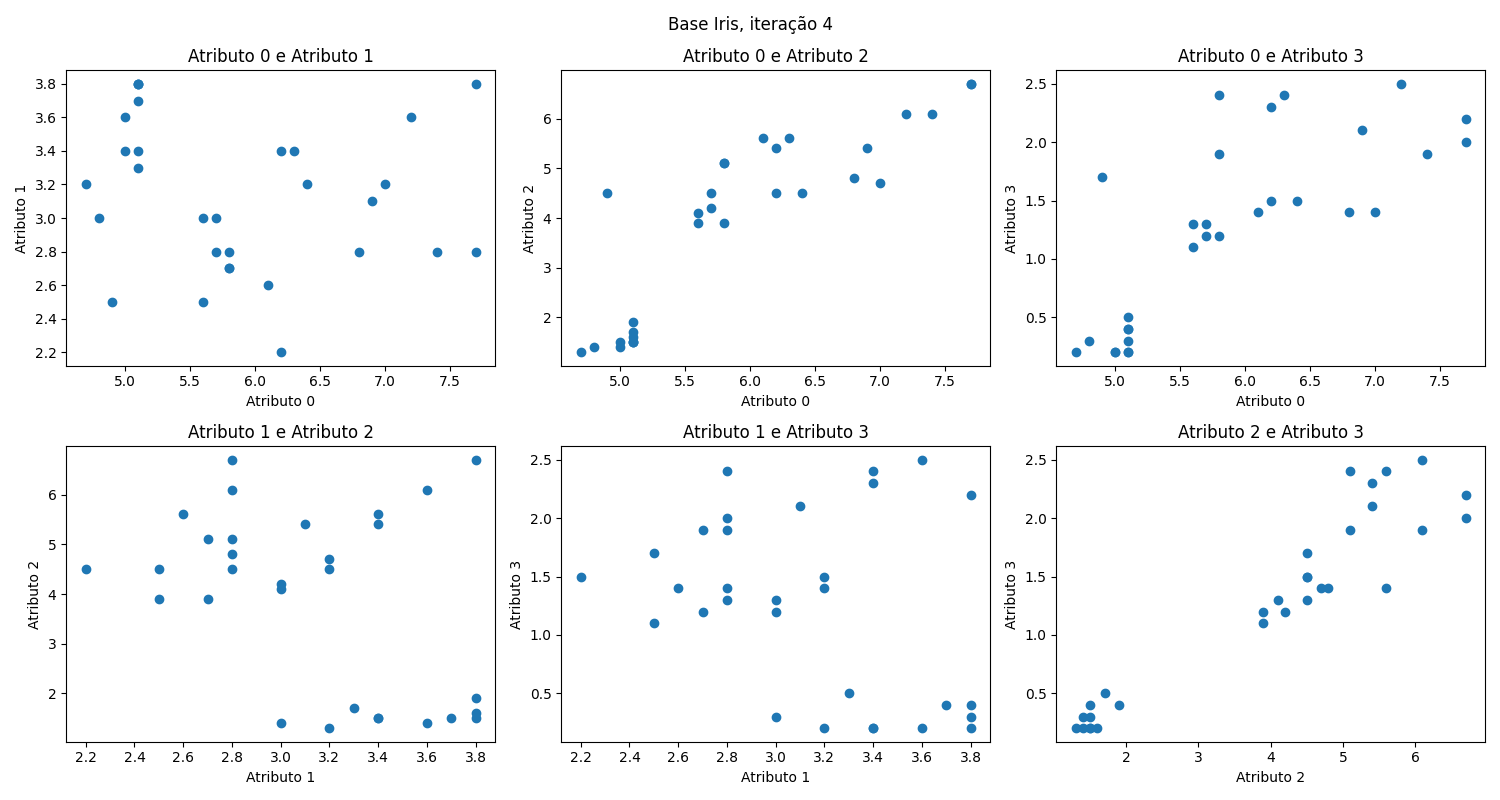 Base Iris, iteração 4
Atributo 0 e Atributo 1
3.8
3.6
3.4
3.2
3.0
2.8
2.6
2.4
2.2
Atributo 1
5.0 5.5 6.0 6.5 7.0 7.5
Atributo 0
Atributo 0 e Atributo 2
6
5
4
3
2
Atributo 2
5.0 5.5 6.0 6.5 7.0 7.5
Atributo 0
Atributo 0 e Atributo 3
2.5
2.0
1.5
1.0
0.5
Atributo 3
5.0 5.5 6.0 6.5 7.0 7.5
Atributo 0
Atributo 1 e Atributo 2
6
5
4
3
2
Atributo 2
2.2 2.4 2.6 2.8 3.0 3.2 3.4 3.6 3.8
Atributo 1
Atributo 1 e Atributo 3
2.5
2.0
1.5
1.0
0.5
Atributo 3
2.2 2.4 2.6 2.8 3.0 3.2 3.4 3.6 3.8
Atributo 1
Atributo 2 e Atributo 3
2.5
2.0
1.5
1.0
0.5
Atributo 3
2 3 4 5 6
Atributo 2